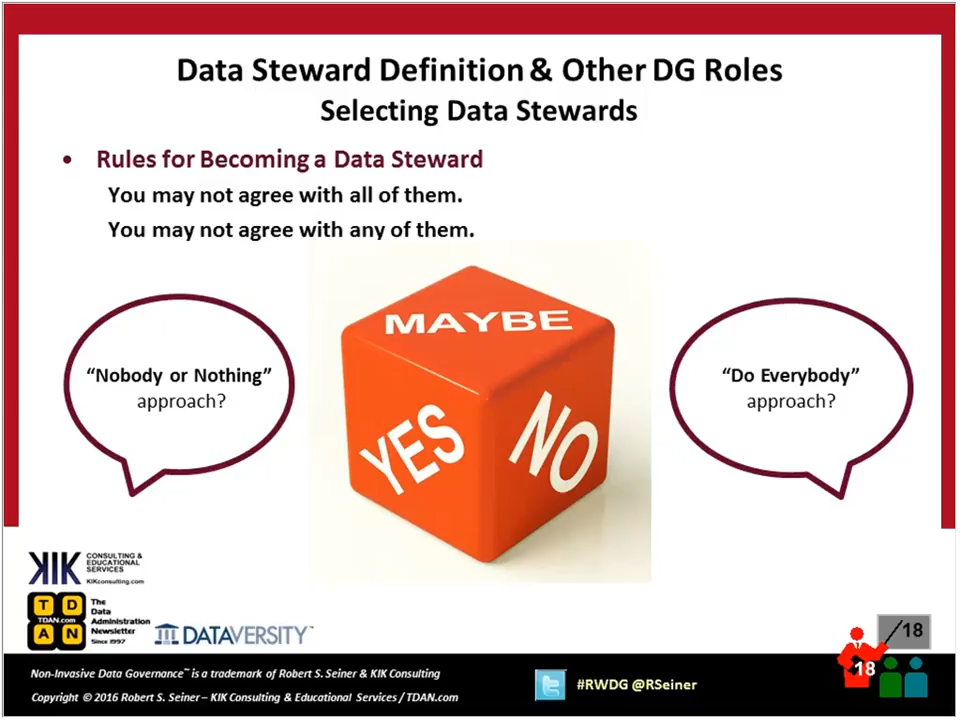 Data Steward Definition & Other DG Roles
Selecting Data Stewards
• Rules for Becoming a Data Steward
You may not agree with all of them.
You may not agree with any of them.
MAYBE
YES
NO
“Nobody or Nothing”
approach?
“Do Everybody”
approach?
KIK CONSULTING &
EDUCATIONAL
SERVICES
KIKconsulting.com
T D
TDAN.com
A N
The
Data
Administration
Newsletter
Since 1997
DATAVERSITY™
/18
18
Non-Invasive Data Governance™ is a trademark of Robert S. Seiner & KIK Consulting
Copyright © 2016 Robert S. Seiner – KIK Consulting & Educational Services / TDAN.com
#RWDG @RSeiner